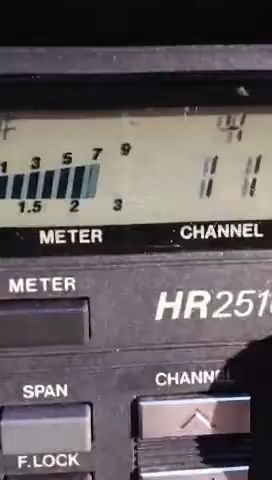 1 3 5 7 9
1.5 2 3
METER CHANNEL
METER
HR251
CHANNEL
SPAN
F.LOCK